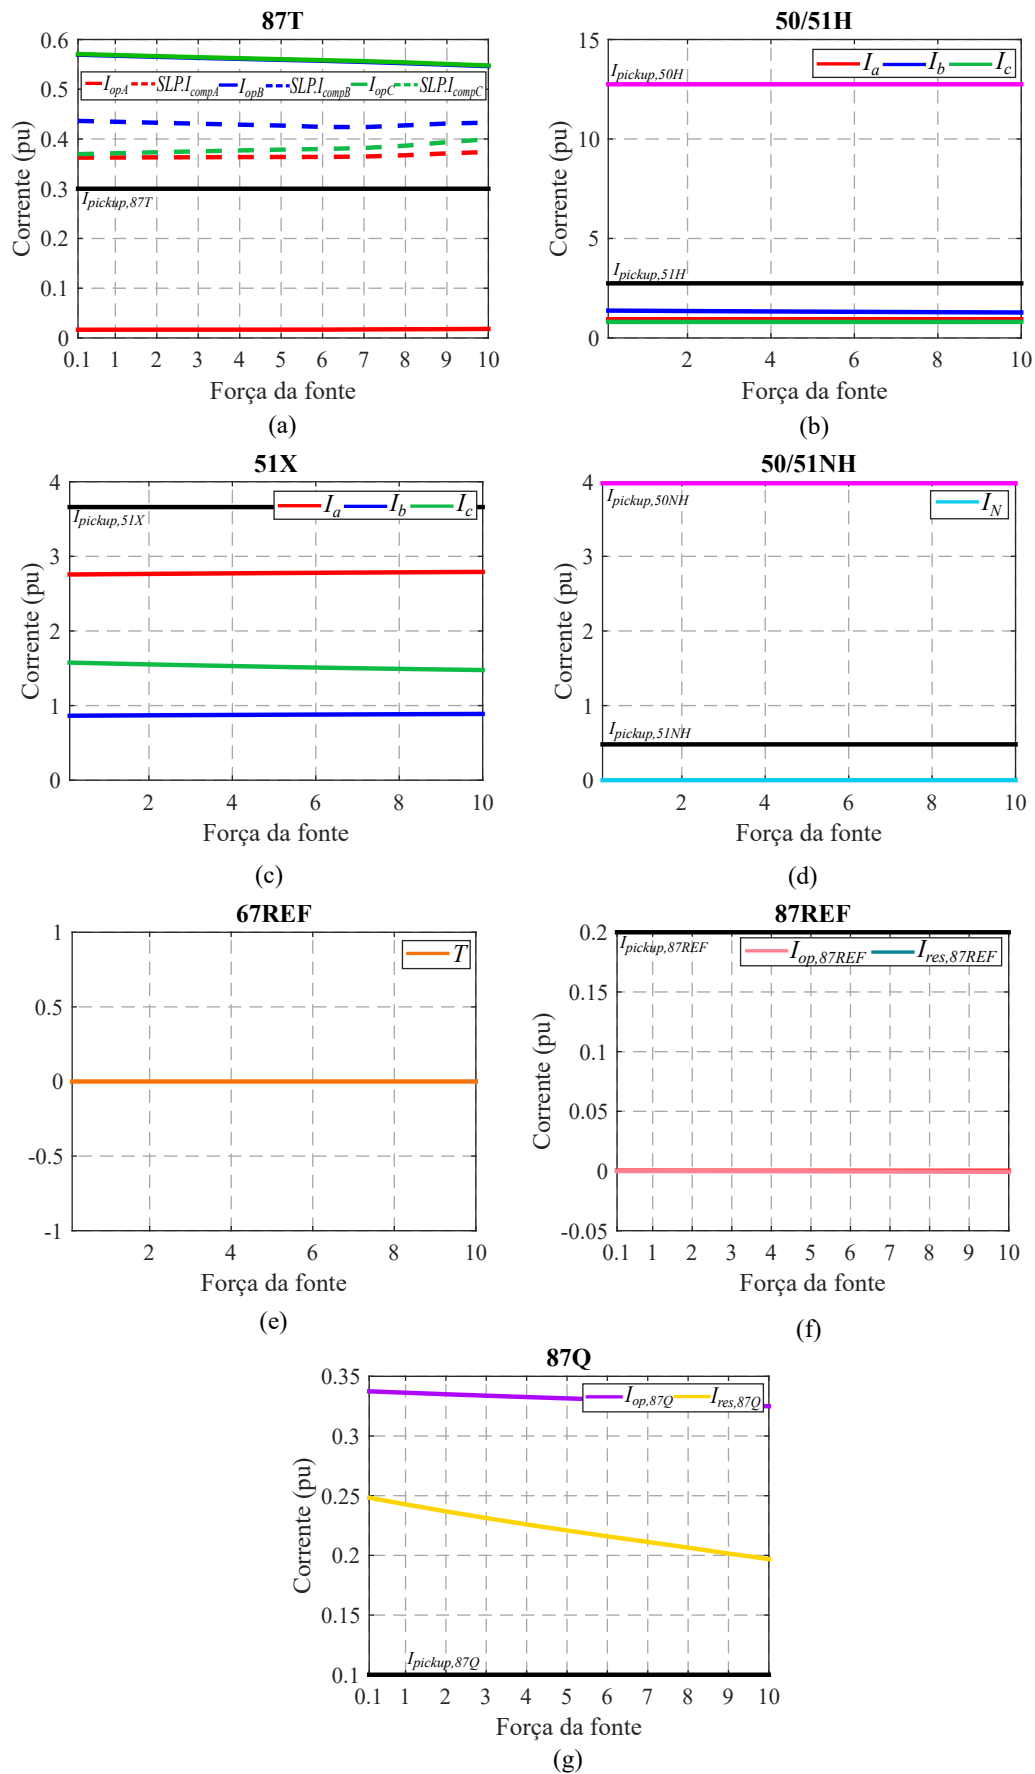 87T
0.6
0.5
0.4
0.3
0.2
0.1
0
I_opA SLP.I_compA I_opB SLP.I_compB I_opC SLP.I_compC
I_pickup,87T
Corrente (pu)
0.1 1 2 3 4 5 6 7 8 9 10
Força da fonte
(a)
50/51H
15
10
5
0
I_a I_b I_c
I_pickup,50H
I_pickup,51H
Corrente (pu)
2 4 6 8 10
Força da fonte
(b)
51X
4
3
2
1
0
I_a I_b I_c
I_pickup,51X
Corrente (pu)
2 4 6 8 10
Força da fonte
(c)
50/51NH
4
3
2
1
0
I_N
I_pickup,50NH
I_pickup,51NH
Corrente (pu)
2 4 6 8 10
Força da fonte
(d)
67REF
1
0.5
0
-0.5
-1
T
2 4 6 8 10
Força da fonte
(e)
87REF
0.2
0.15
0.1
0.05
0
-0.05
I_pickup,87REF
I_op,87REF I_res,87REF
Corrente (pu)
0.1 1 2 3 4 5 6 7 8 9 10
Força da fonte
(f)
87Q
0.35
0.3
0.25
0.2
0.15
0.1
I_op,87Q I_res,87Q
I_pickup,87Q
Corrente (pu)
0.1 1 2 3 4 5 6 7 8 9 10
Força da fonte
(g)